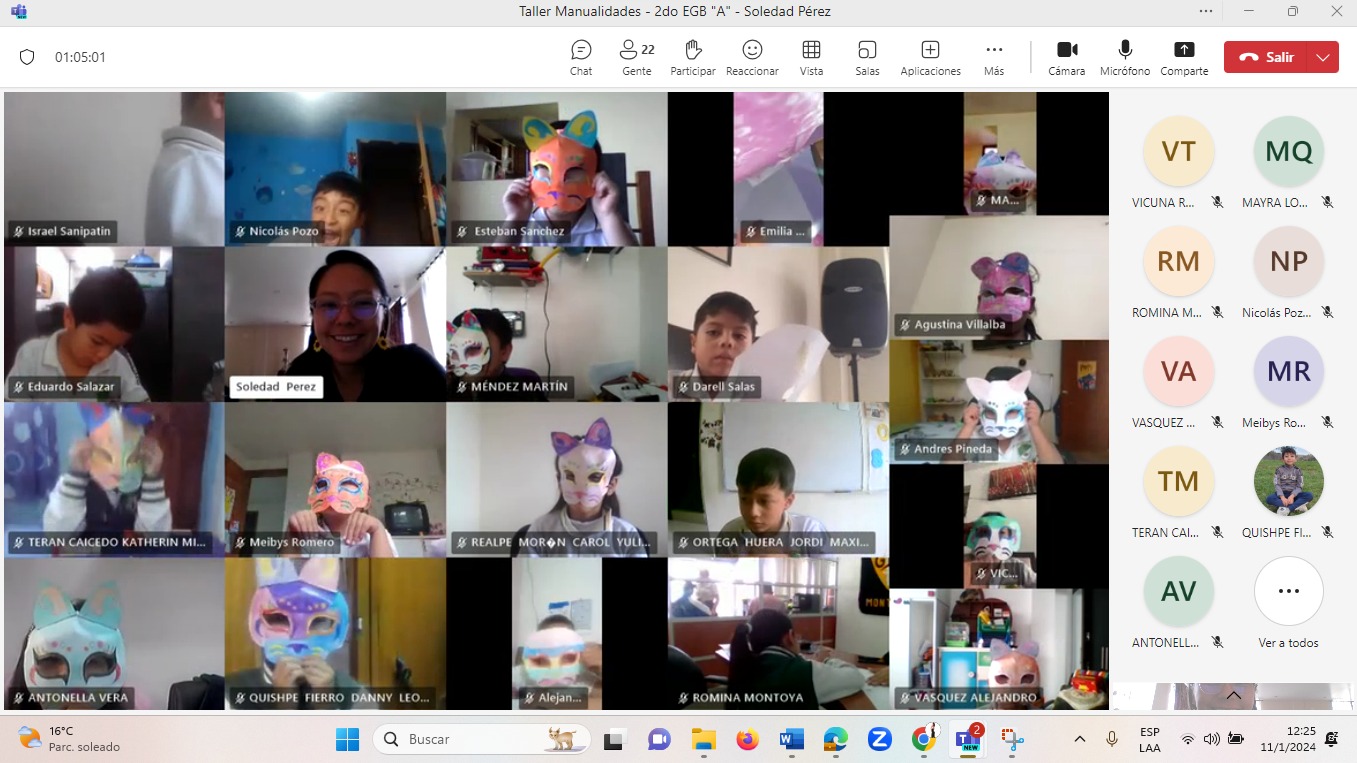 Taller Manualidades - 2do EGB "A" - Soledad Pérez
01:05:01
Chat
Gente 22
Participar
Reaccionar
Vista
Salas
Aplicaciones
Más
Cámara
Micrófono
Comparte
Salir
Israel Sanipatin
Nicolás Pozo
Esteban Sanchez
Emilia ...
MA...
Agustina Villalba
Eduardo Salazar
Soledad Perez
MÉNDEZ MARTÍN
Darell Salas
Andres Pineda
TERAN CAICEDO KATHERIN MI...
Meibys Romero
REALPE MOR�N CAROL YULI...
ORTEGA HUERA JORDI MAXI...
VIC...
ANTONELLA VERA
QUISHPE FIERRO DANNY LEO...
Alejan...
ROMINA MONTOYA
VASQUEZ ALEJANDRO
VT
VICUNA R...
MQ
MAYRA LO...
RM
ROMINA M...
NP
Nicolás Poz...
VA
VASQUEZ ...
MR
Meibys Ro...
TM
TERAN CAI...
QUISHPE FI...
AV
ANTONELL...
Ver a todos
16°C
Parc. soleado
Buscar
NEW
2
ESP
LAA
12:25
11/1/2024